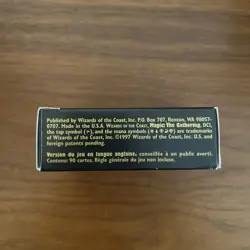 Published by Wizards of the Coast, Inc. P.O. Box 707, Renton, WA 98057-
0707. Made in the U.S.A. WIZARDS OF THE COAST, Magic: The Gathering, DCI,
the tap symbol ( ), and the mana symbols ( ) are trademarks
of Wizards of the Coast, Inc. ©1997 Wizards of the Coast, Inc. U.S. and
foreign patents pending.
Version du jeu en langue anglaise, conseillée à un public averti.
Contient: 90 cartes. Règle générale du jeu non incluse.